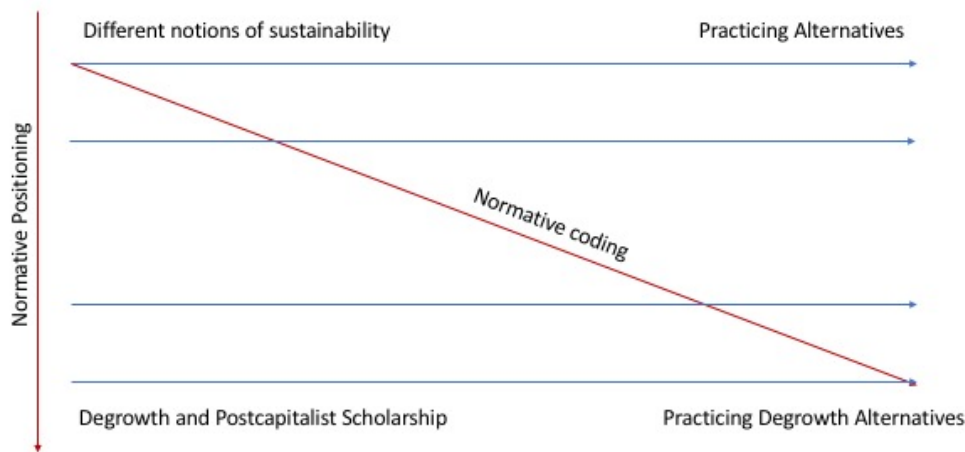 Different notions of sustainability
Practicing Alternatives
Normative Positioning
Normative coding
Degrowth and Postcapitalist Scholarship
Practicing Degrowth Alternatives